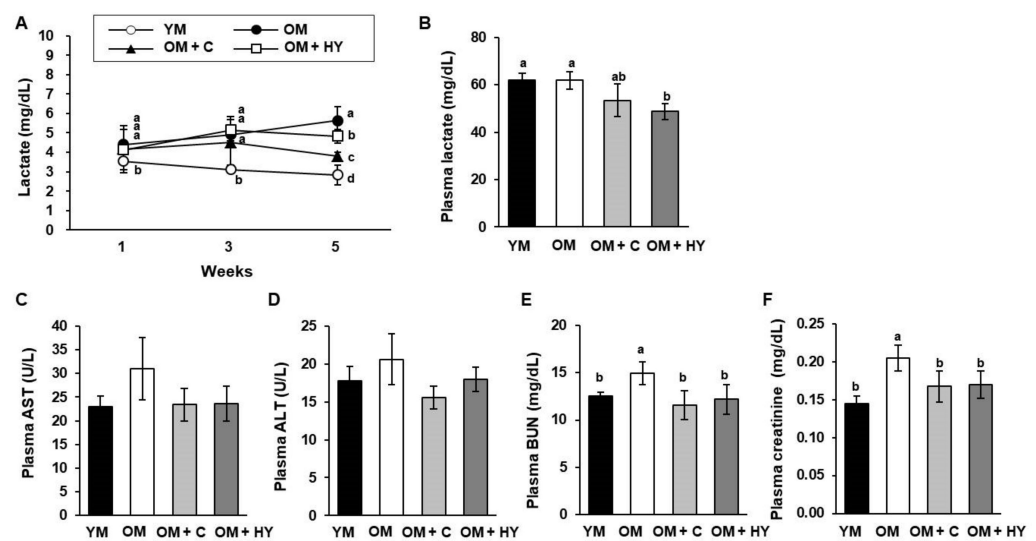 A
YM
OM
OM + C
OM + HY
Lactate (mg/dL)
10
9
8
7
6
5
4
3
2
1
0
a
a
a
b
a
a
a
b
a
b
c
d
1
3
5
Weeks
B
Plasma lactate (mg/dL)
80
60
40
20
0
a
a
ab
b
YM
OM
OM + C
OM + HY
C
Plasma AST (U/L)
40
35
30
25
20
15
10
5
0
YM
OM
OM + C
OM + HY
D
Plasma ALT (U/L)
25
20
15
10
5
0
YM
OM
OM + C
OM + HY
E
Plasma BUN (mg/dL)
20
15
10
5
0
b
a
b
b
YM
OM
OM + C
OM + HY
F
Plasma creatinine (mg/dL)
0.25
0.20
0.15
0.10
0.05
0.00
b
a
b
b
YM
OM
OM + C
OM + HY